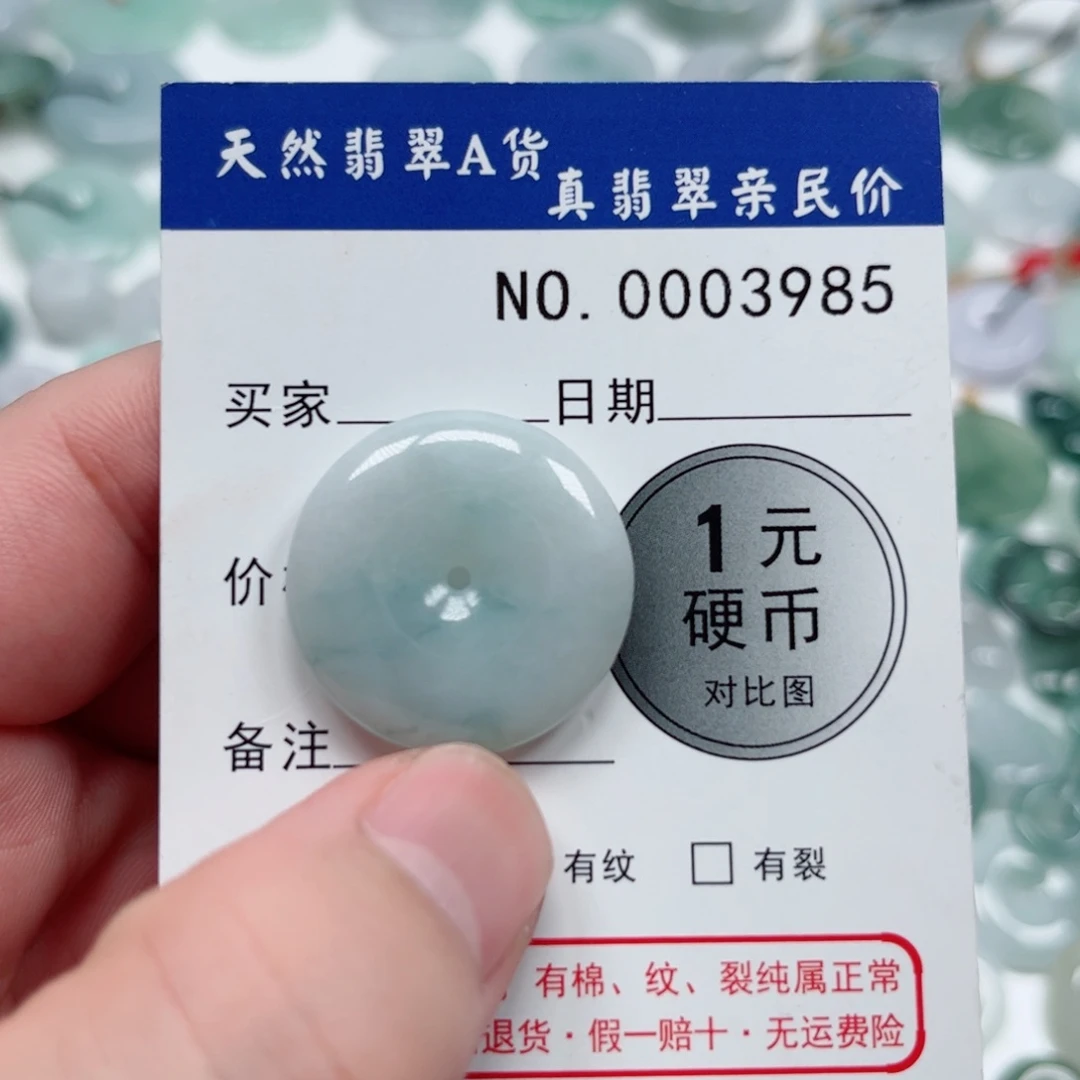 天然翡翠A货
真翡翠亲民价
NO. 0003985
买家 日期
1元
硬币
对比图
价
备注
有纹 □ 有裂
有棉、纹、裂纯属正常
退货·假一赔十·无运费险